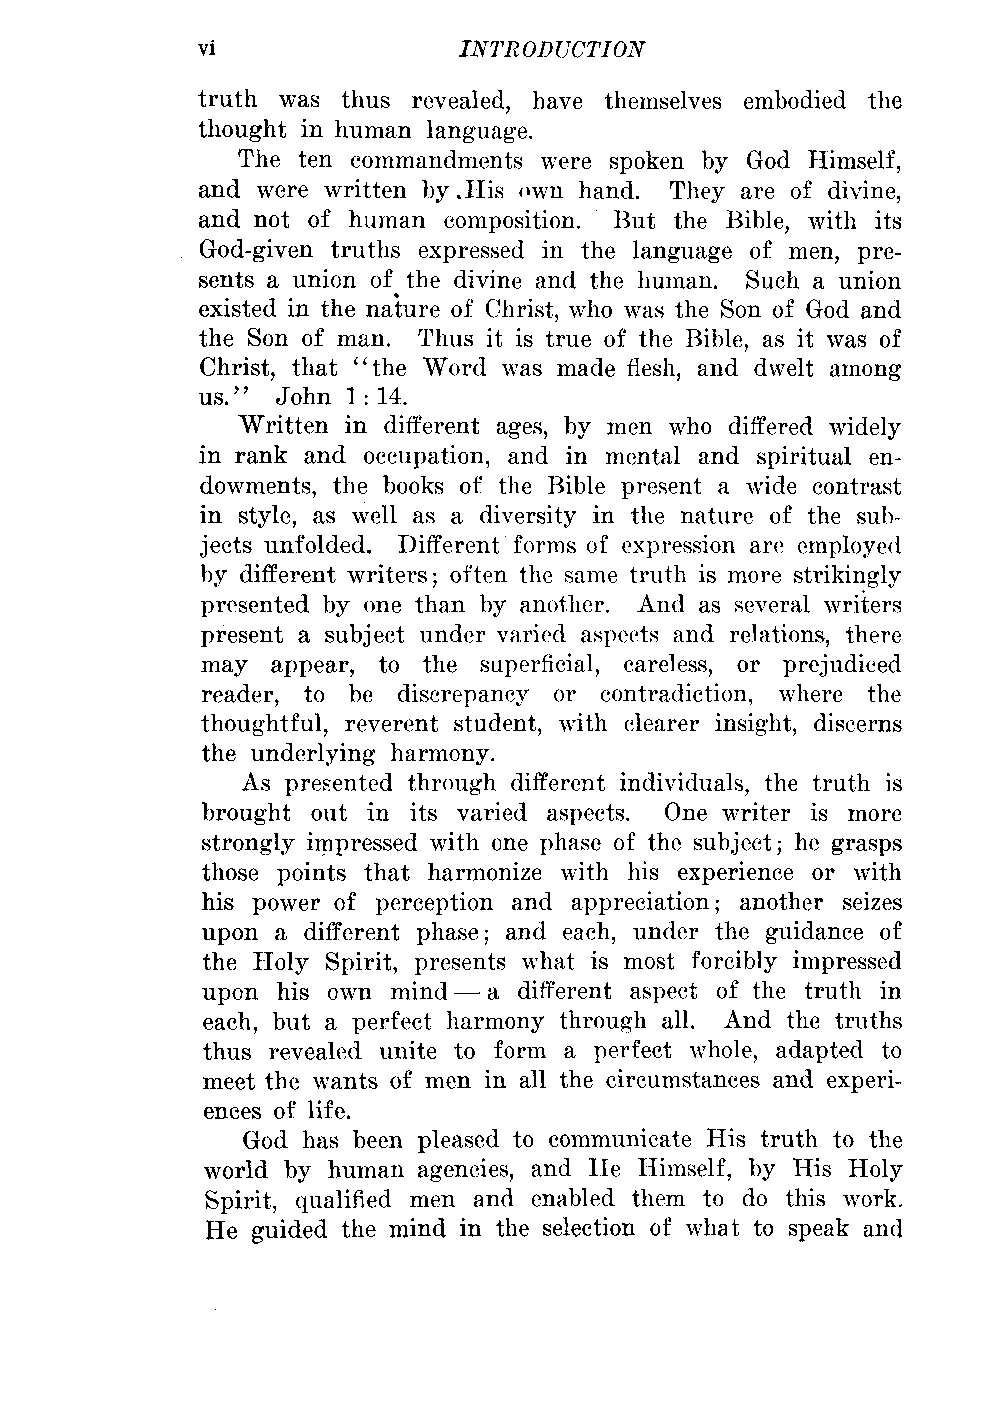 vi INTRODUCTION
truth was thus revealed, have themselves embodied the
thought in human language.
The ten commandments were spoken by God Himself,
and were written by His own hand. They are of divine,
and not of human composition. But the Bible, with its
God-given truths expressed in the language of men, pre-
sents a union of the divine and the human. Such a union
existed in the nature of Christ, who was the Son of God and
the Son of man. Thus it is true of the Bible, as it was of
Christ, that “the Word was made flesh, and dwelt among
us.” John 1 : 14.
Written in different ages, by men who differed widely
in rank and occupation, and in mental and spiritual en-
dowments, the books of the Bible present a wide contrast
in style, as well as a diversity in the nature of the sub-
jects unfolded. Different forms of expression are employed
by different writers; often the same truth is more strikingly
presented by one than by another. And as several writers
present a subject under varied aspects and relations, there
may appear, to the superficial, careless, or prejudiced
reader, to be discrepancy or contradiction, where the
thoughtful, reverent student, with clearer insight, discerns
the underlying harmony.
As presented through different individuals, the truth is
brought out in its varied aspects. One writer is more
strongly impressed with one phase of the subject; he grasps
those points that harmonize with his experience or with
his power of perception and appreciation; another seizes
upon a different phase; and each, under the guidance of
the Holy Spirit, presents what is most forcibly impressed
upon his own mind — a different aspect of the truth in
each, but a perfect harmony through all. And the truths
thus revealed unite to form a perfect whole, adapted to
meet the wants of men in all the circumstances and experi-
ences of life.
God has been pleased to communicate His truth to the
world by human agencies, and He Himself, by His Holy
Spirit, qualified men and enabled them to do this work.
He guided the mind in the selection of what to speak and